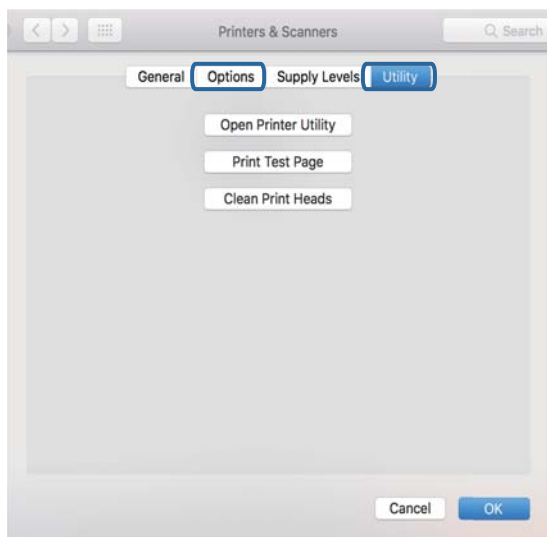 Printers & Scanners Search
General Options Supply Levels Utility
Open Printer Utility
Print Test Page
Clean Print Heads
Cancel OK